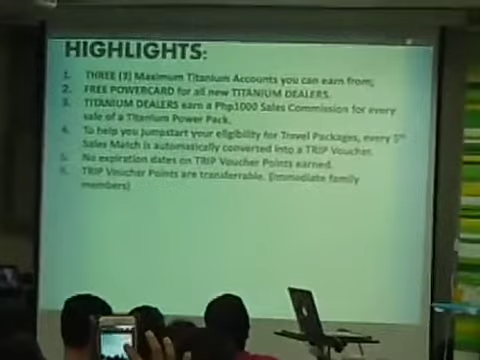 HIGHLIGHTS:
1. THREE (3) Maximum Titanium Accounts you can earn from;
2. FREE POWERCARD for all new TITANIUM DEALERS.
3. TITANIUM DEALERS earn a Php1000 Sales Commission for every
sale of a Titanium Power Pack.
4. To help you jumpstart your eligibility for Travel Packages, every 5th
Sales Match is automatically converted into a TRIP Voucher.
5. No expiration dates on TRIP Voucher Points earned.
6. TRIP Voucher Points are transferrable. (Immediate family
members)